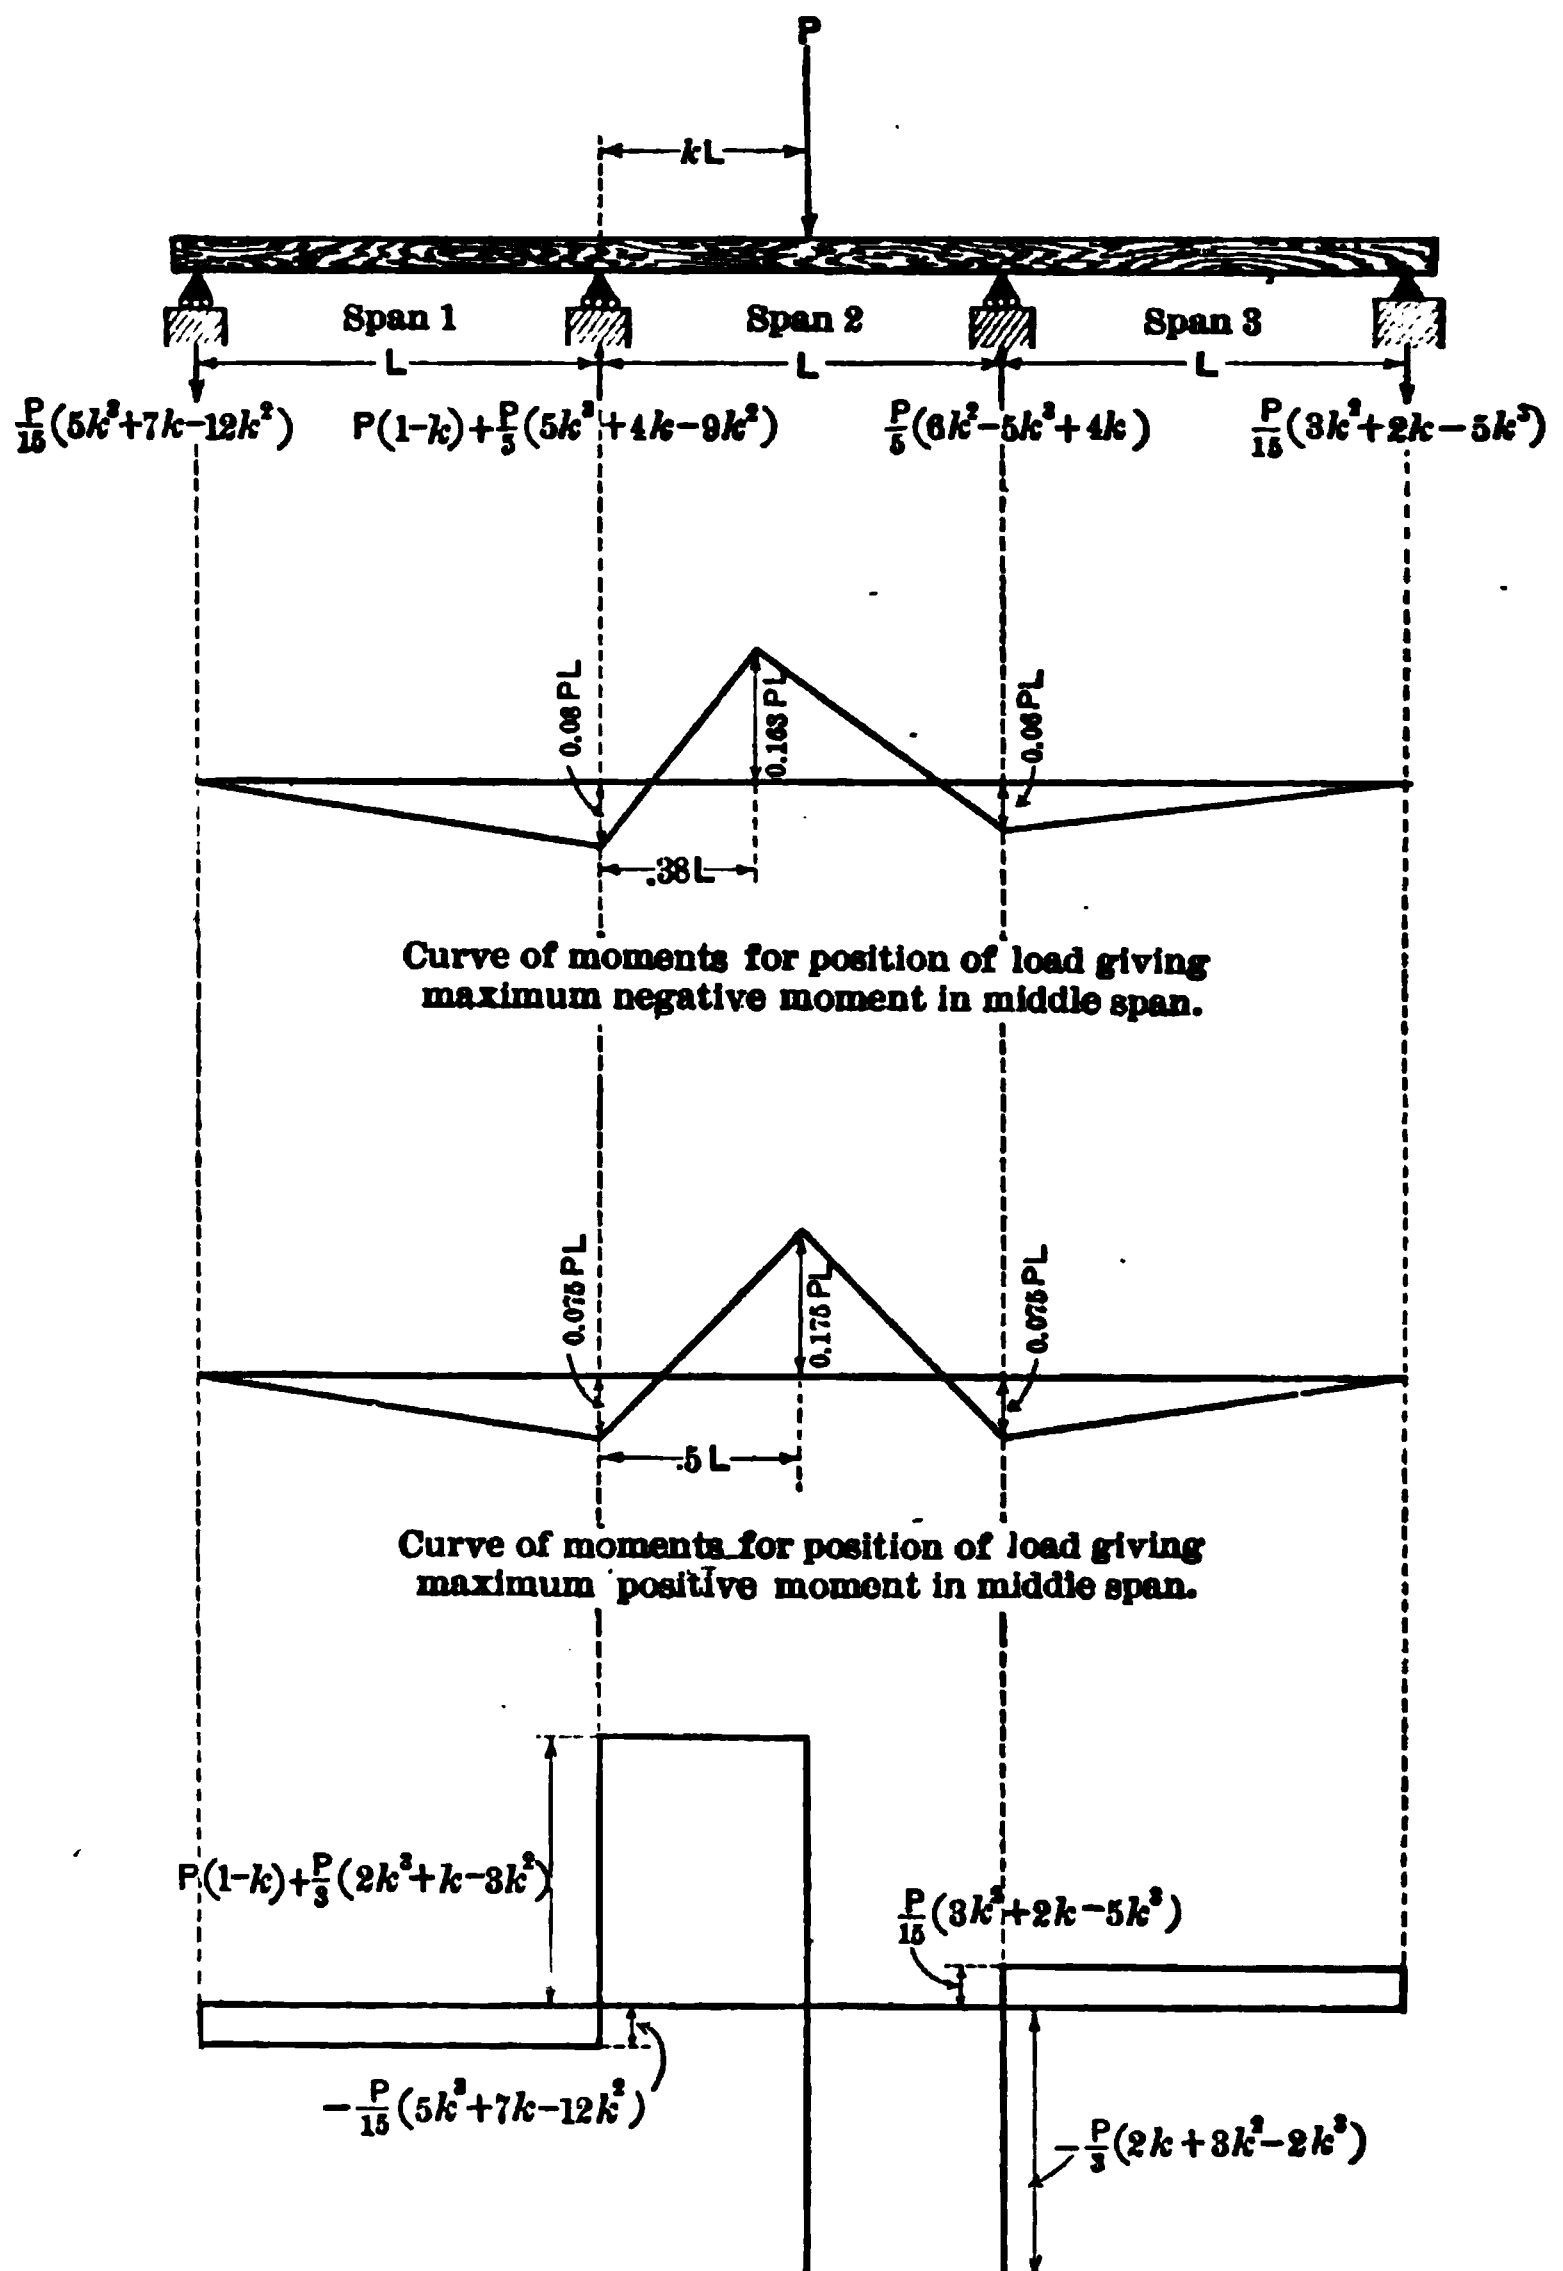 P
kL
Span 1 Span 2 Span 3
L L L
P/15(5k³+7k-12k²) P(1-k)+P/5(5k³+4k-9k²) P/5(6k²-5k³+4k) P/15(3k²+2k-5k³)
0.08 PL
0.163 PL
0.06 PL
.38L
Curve of moments for position of load giving
maximum negative moment in middle span.
0.075 PL
0.175 PL
0.075 PL
.5 L
Curve of moments for position of load giving
maximum positive moment in middle span.
P(1-k)+P/3(2k³+k-3k²)
P/15(3k²+2k-5k³)
-P/15(5k³+7k-12k²)
-P/3(2k+3k²-2k³)